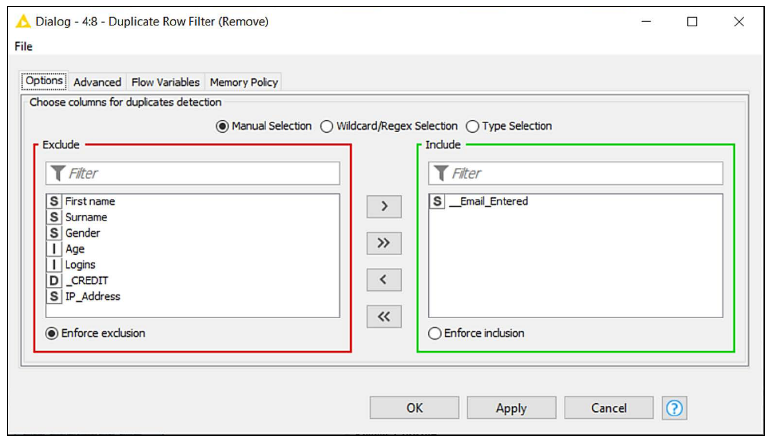 Dialog - 4:8 - Duplicate Row Filter (Remove)
File
Options Advanced Flow Variables Memory Policy
Choose columns for duplicates detection
Manual Selection Wildcard/Regex Selection Type Selection
Exclude
Filter
S First name
S Surname
S Gender
I Age
I Logins
D _CREDIT
S IP_Address
Enforce exclusion
>
>>
<
<<
Include
Filter
S __Email_Entered
Enforce inclusion
OK Apply Cancel ?